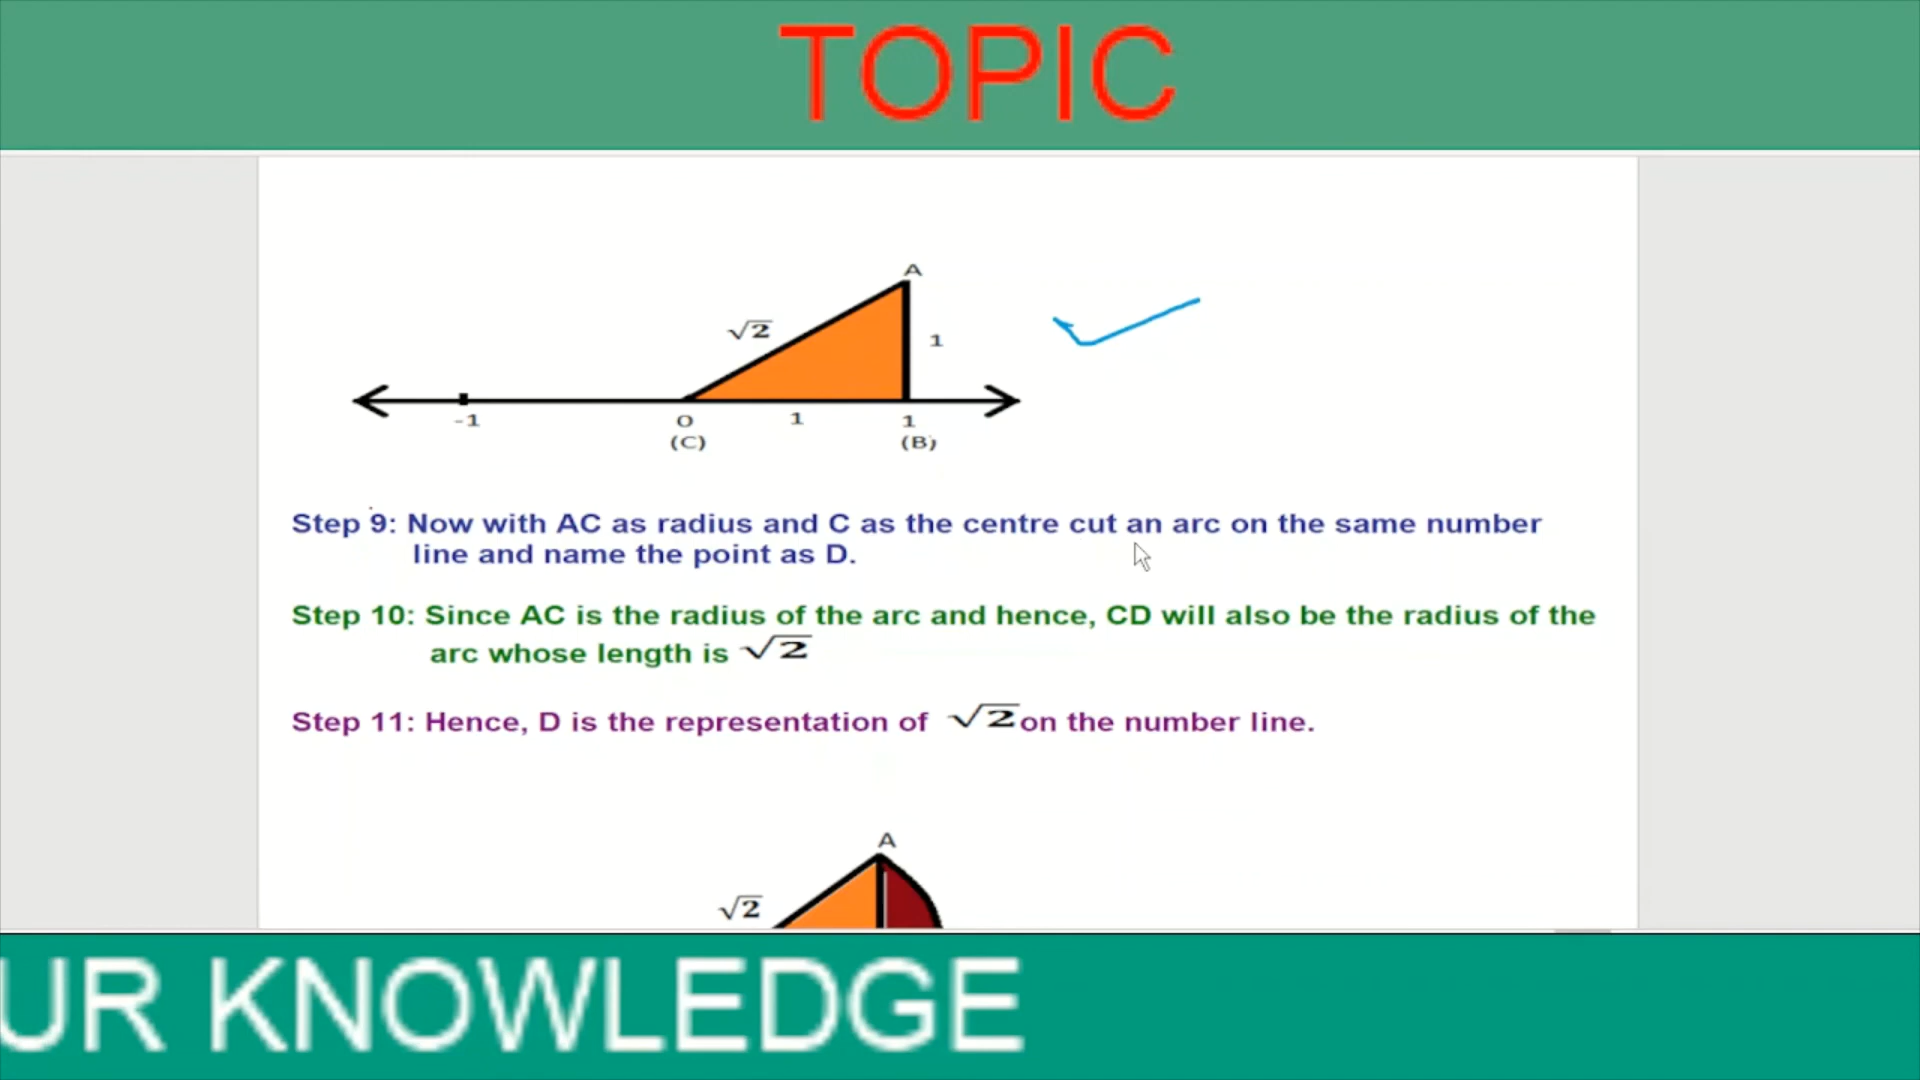 TOPIC
A
√2
1
-1
0
1
1
(C)
(B)
Step 9: Now with AC as radius and C as the centre cut an arc on the same number
line and name the point as D.
Step 10: Since AC is the radius of the arc and hence, CD will also be the radius of the
arc whose length is √2
Step 11: Hence, D is the representation of √2 on the number line.
A
√2
UR KNOWLEDGE